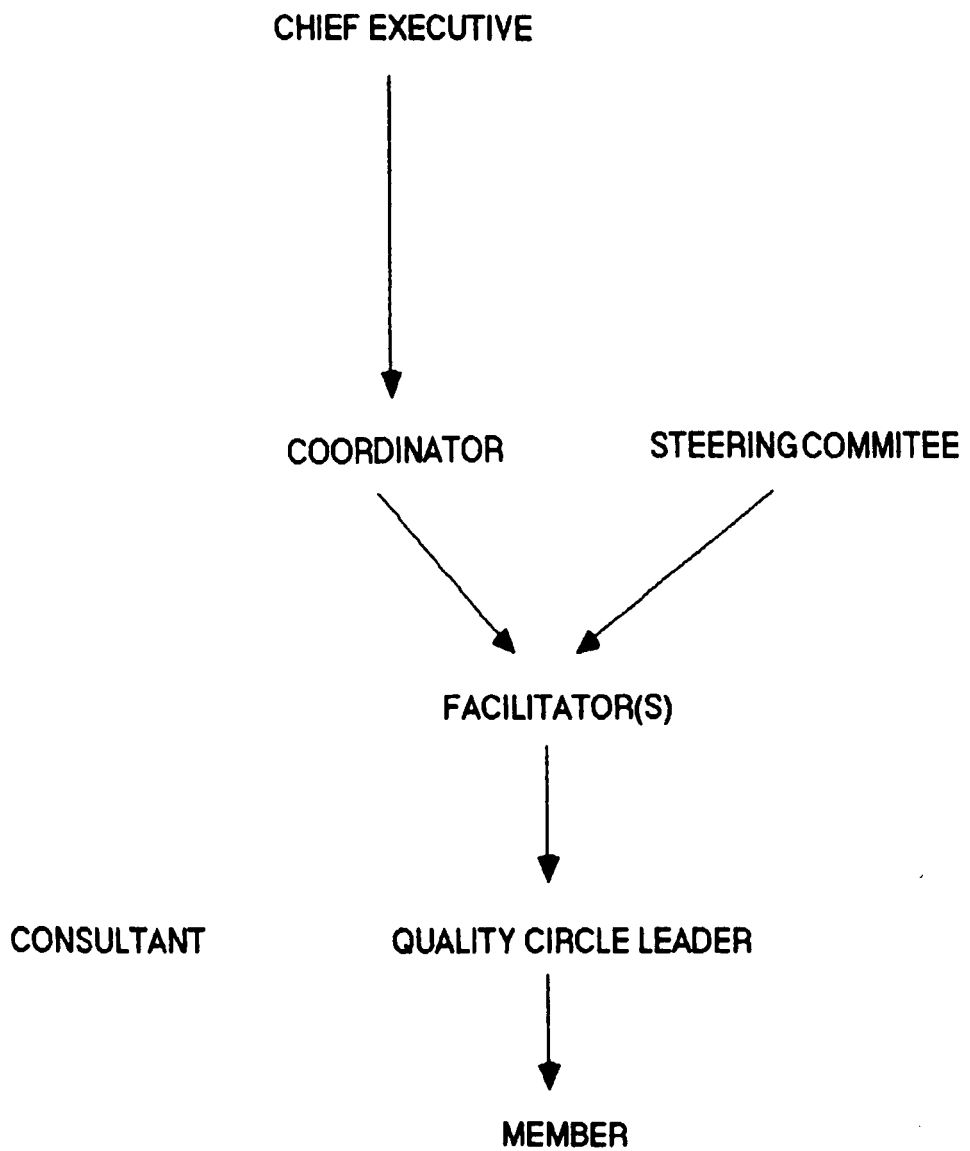 CHIEF EXECUTIVE
COORDINATOR
STEERING COMMITEE
FACILITATOR(S)
CONSULTANT
QUALITY CIRCLE LEADER
MEMBER